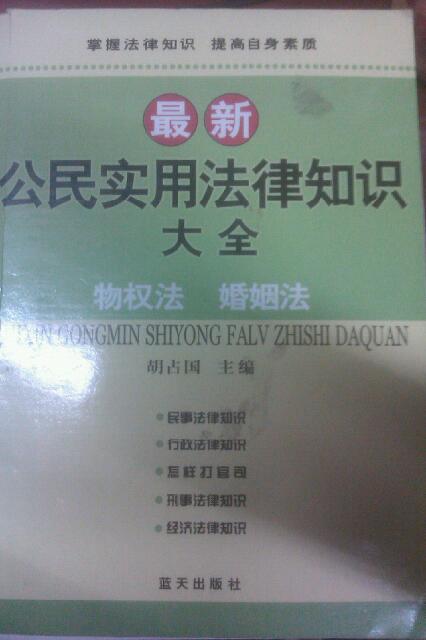 掌握法律知识 提高自身素质
最新
公民实用法律知识
大全
物权法 婚姻法
GONGMIN SHIYONG FALV ZHISHI DAQUAN
胡占国 主编
民事法律知识
行政法律知识
怎样打官司
刑事法律知识
经济法律知识
蓝天出版社